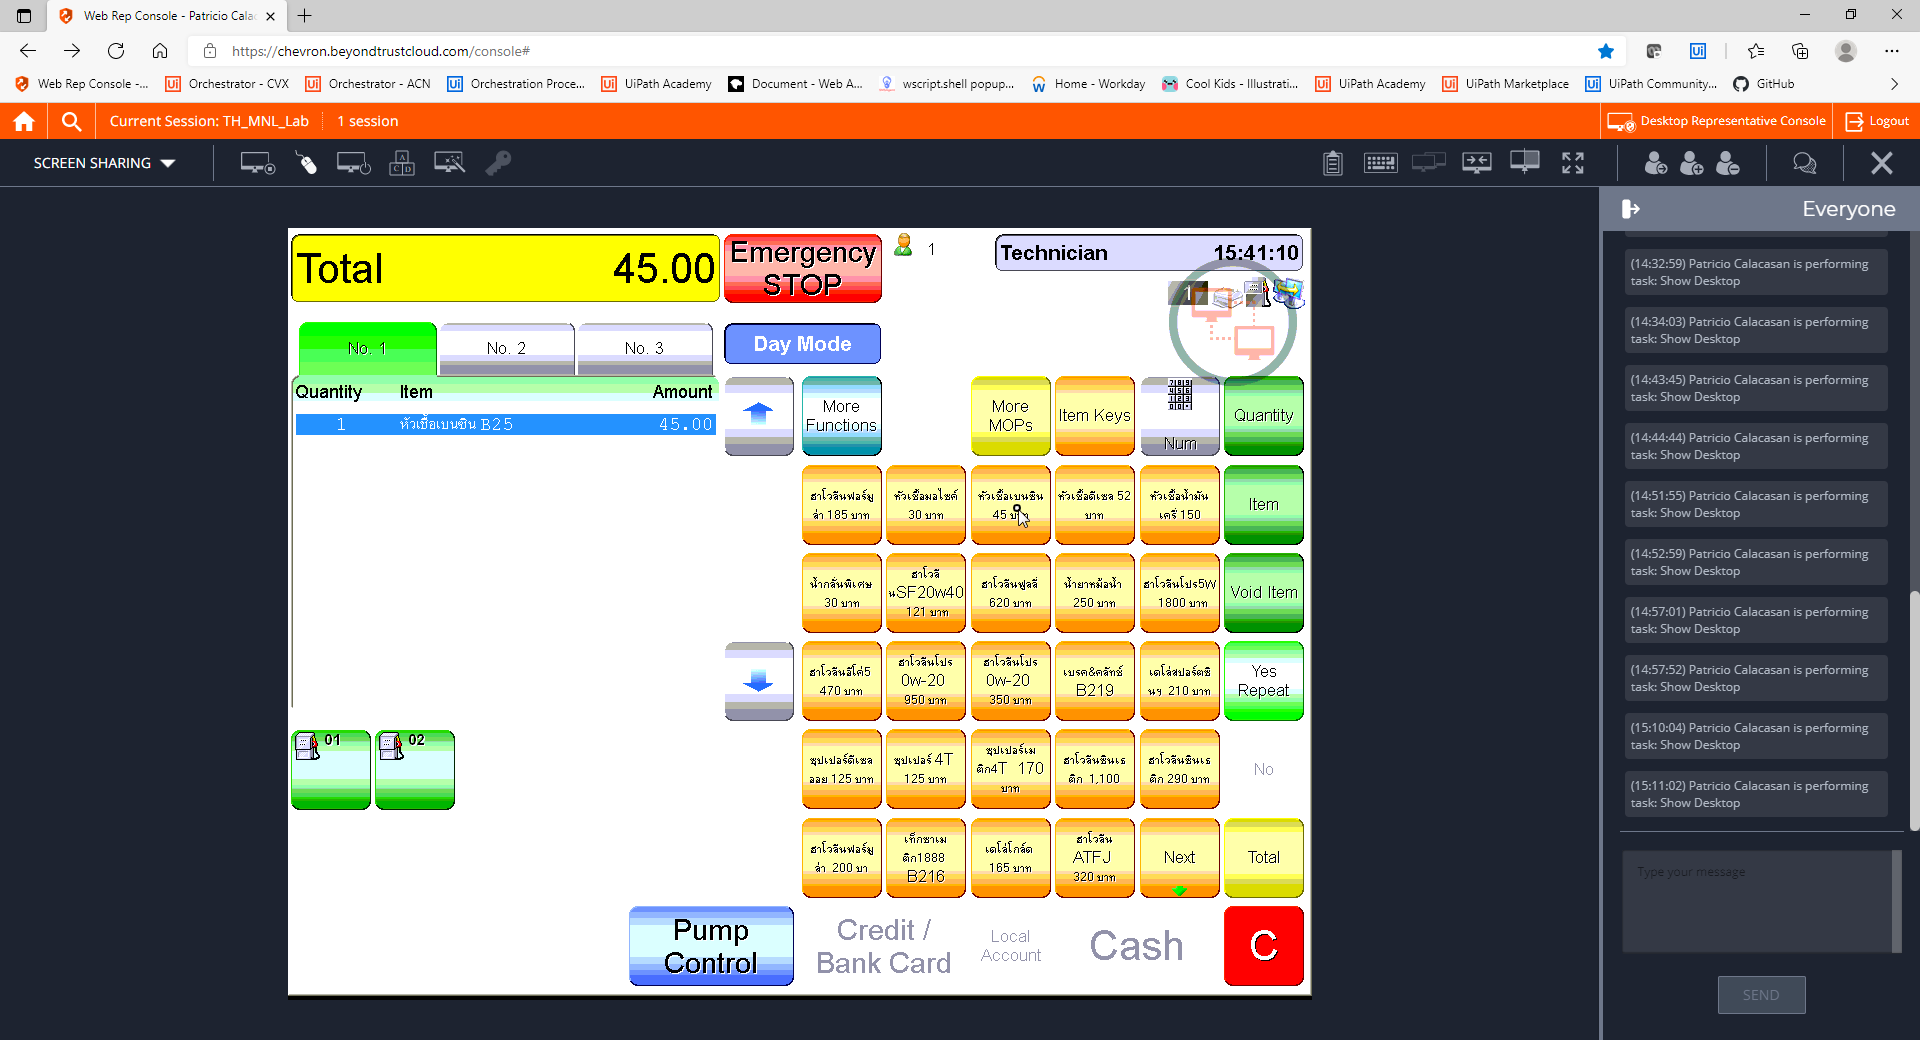 Web Rep Console - Patricio Cala
https://chevron.beyondtrustcloud.com/console#
Web Rep Console -...
Orchestrator - CVX
Orchestrator - ACN
Orchestration Proce...
UiPath Academy
Document - Web A...
wscript.shell popup...
Home - Workday
Cool Kids - Illustrati...
UiPath Academy
UiPath Marketplace
UiPath Community...
GitHub
Current Session: TH_MNL_Lab
1 session
Desktop Representative Console
Logout
SCREEN SHARING
Everyone
Total 45.00
Emergency
STOP
1
Technician 15:41:10
1
No. 1
No. 2
No. 3
Day Mode
Quantity Item Amount
1 หัวเชื้อเบนซิน B25 45.00
More
Functions
More
MOPs
Item Keys
Num
Quantity
ฮาโวลีนฟอร์มู
ล่า 185 บาท
หัวเชื้อมอไซค์
30 บาท
หัวเชื้อเบนซิน
45 บาท
หัวเชื้อดีเซล 52
บาท
หัวเชื้อน้ำมัน
เครื่ 150
Item
น้ำกลั่นพิเศษ
30 บาท
ฮาโวลี
นSF20w40
121 บาท
ฮาโวลีนฟูลลี่
620 บาท
น้ำยาหม้อน้ำ
250 บาท
ฮาโวลีนโปร5W
1800 บาท
Void Item
ฮาโวลีนอีโค่5
470 บาท
ฮาโวลีนโปร
0w-20
950 บาท
ฮาโวลีนโปร
0w-20
350 บาท
เบรค&คลัทช์
B219
เดโล่สปอร์ตซิ
นฯ 210 บาท
Yes
Repeat
01
02
ซุปเปอร์ดีเซล
ออย 125 บาท
ซุปเปอร์ 4T
125 บาท
ซุปเปอร์เม
ติก4T 170
บาท
ฮาโวลีนซินเธ
ติก 1,100
ฮาโวลีนซินเธ
ติก 290 บาท
No
ฮาโวลีนฟอร์มู
ล่า 200 บา
เท็กซาเม
ติก1888
B216
เดโล่โกล์ด
165 บาท
ฮาโวลีน
ATFJ
320 บาท
Next
Total
Pump
Control
Credit /
Bank Card
Local
Account
Cash
C
(14:32:59) Patricio Calacasan is performing
task: Show Desktop
(14:34:03) Patricio Calacasan is performing
task: Show Desktop
(14:43:45) Patricio Calacasan is performing
task: Show Desktop
(14:44:44) Patricio Calacasan is performing
task: Show Desktop
(14:51:55) Patricio Calacasan is performing
task: Show Desktop
(14:52:59) Patricio Calacasan is performing
task: Show Desktop
(14:57:01) Patricio Calacasan is performing
task: Show Desktop
(14:57:52) Patricio Calacasan is performing
task: Show Desktop
(15:10:04) Patricio Calacasan is performing
task: Show Desktop
(15:11:02) Patricio Calacasan is performing
task: Show Desktop
Type your message
SEND